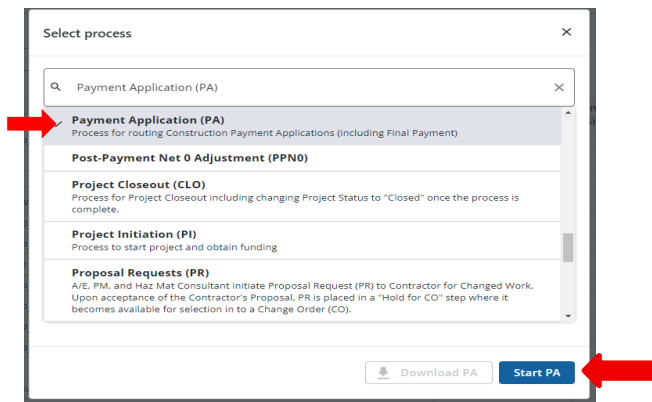 Select process
Payment Application (PA)
Payment Application (PA)
Process for routing Construction Payment Applications (including Final Payment)
Post-Payment Net 0 Adjustment (PPN0)
Project Closeout (CLO)
Process for Project Closeout including changing Project Status to "Closed" once the process is
complete.
Project Initiation (PI)
Process to start project and obtain funding
Proposal Requests (PR)
A/E, PM, and Haz Mat Consultant initiate Proposal Request (PR) to Contractor for Changed Work.
Upon acceptance of the Contractor's Proposal, PR is placed in a "Hold for CO" step where it
becomes available for selection in to a Change Order (CO).
Download PA
Start PA